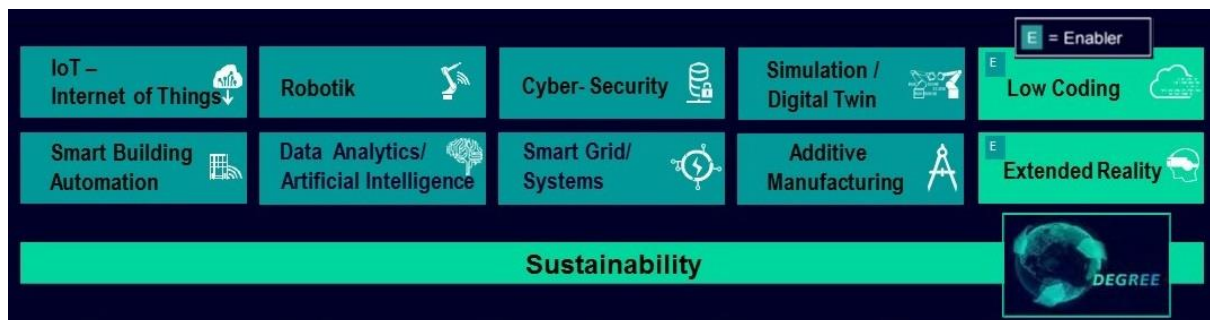 E = Enabler
IoT –
Internet of Things
Robotik
Cyber- Security
Simulation /
Digital Twin
E
Low Coding
Smart Building
Automation
Data Analytics/
Artificial Intelligence
Smart Grid/
Systems
Additive
Manufacturing
E
Extended Reality
Sustainability
DEGREE